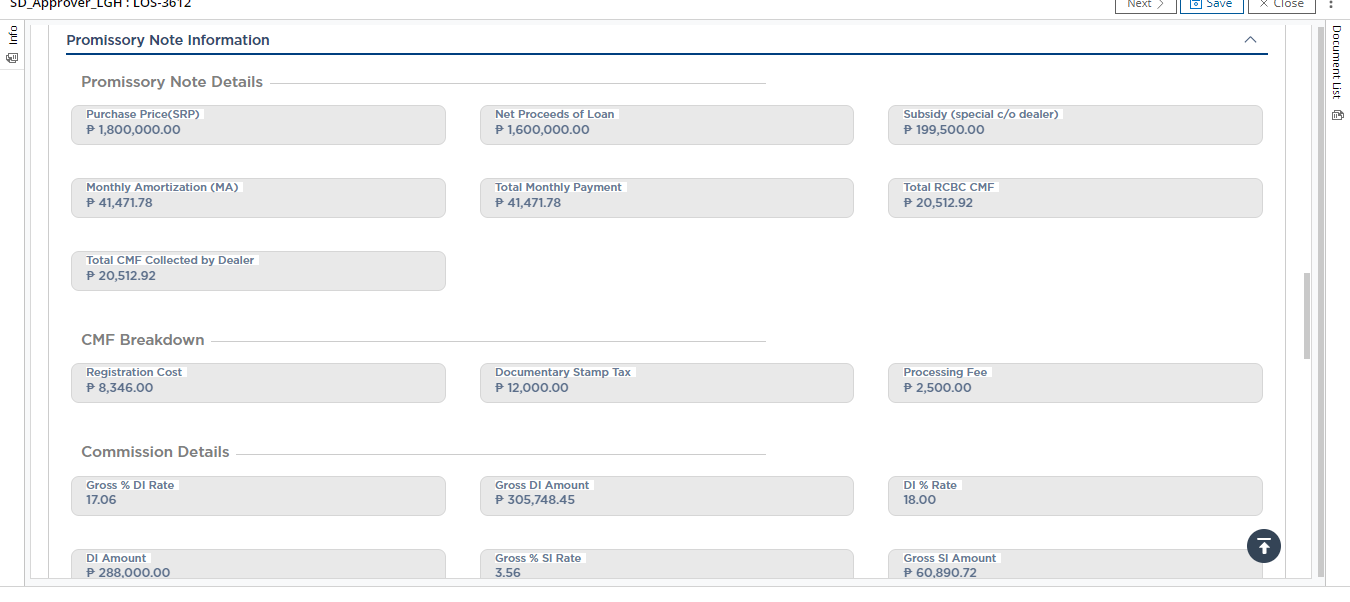 SD_Approver_LGH : LOS-3612
Next
Save
Close
Info
Document List
Promissory Note Information
Promissory Note Details
Purchase Price(SRP)
₱ 1,800,000.00
Net Proceeds of Loan
₱ 1,600,000.00
Subsidy (special c/o dealer)
₱ 199,500.00
Monthly Amortization (MA)
₱ 41,471.78
Total Monthly Payment
₱ 41,471.78
Total RCBC CMF
₱ 20,512.92
Total CMF Collected by Dealer
₱ 20,512.92
CMF Breakdown
Registration Cost
₱ 8,346.00
Documentary Stamp Tax
₱ 12,000.00
Processing Fee
₱ 2,500.00
Commission Details
Gross % DI Rate
17.06
Gross DI Amount
₱ 305,748.45
DI % Rate
18.00
DI Amount
₱ 288,000.00
Gross % SI Rate
3.56
Gross SI Amount
₱ 60,890.72